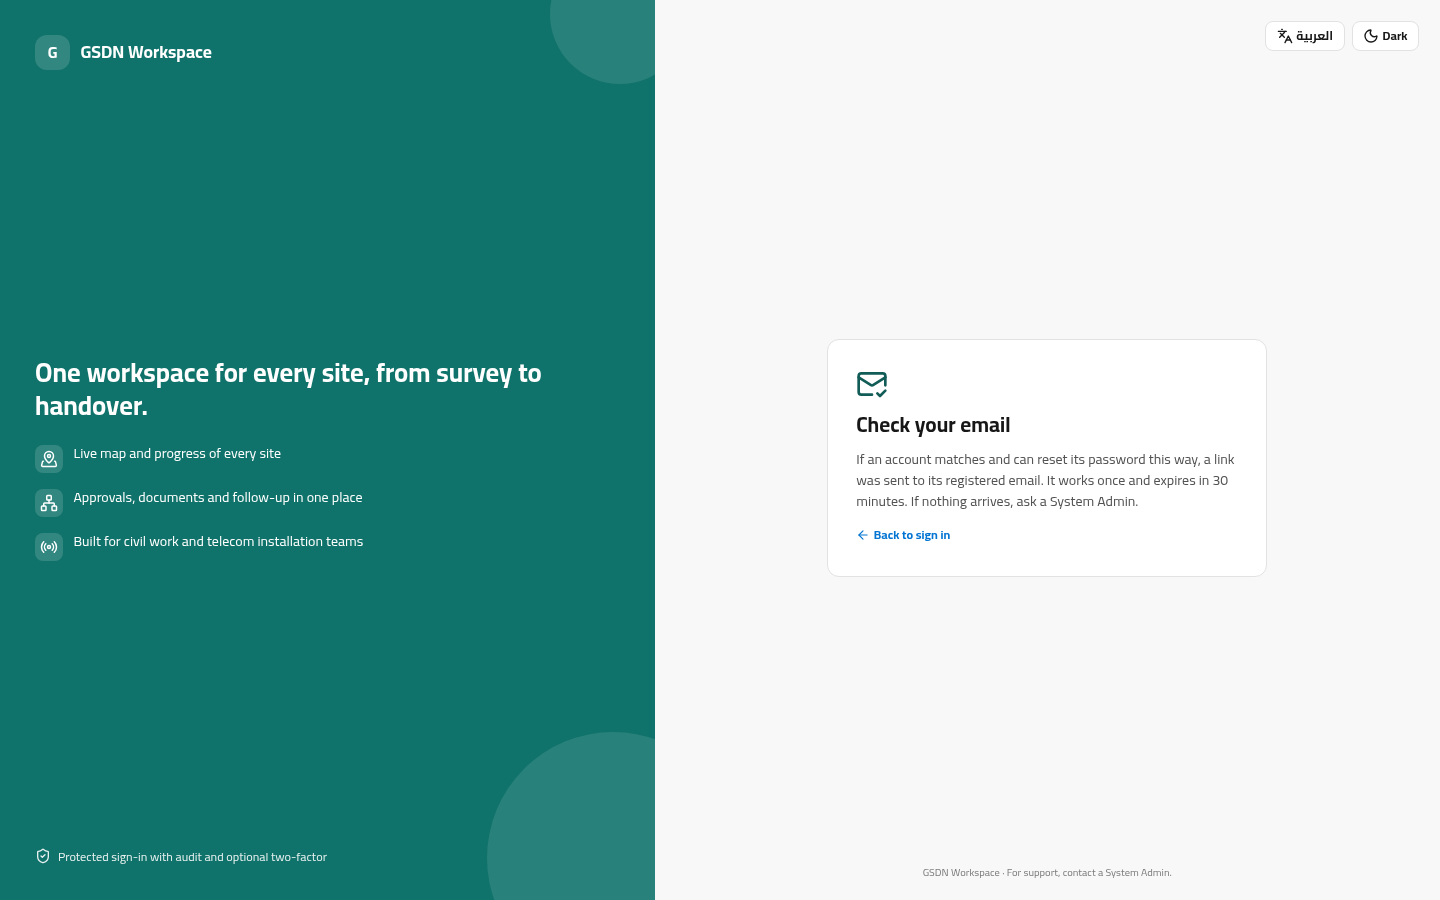 G
GSDN Workspace
العربية
Dark
One workspace for every site, from survey to
handover.
Live map and progress of every site
Approvals, documents and follow-up in one place
Built for civil work and telecom installation teams
Protected sign-in with audit and optional two-factor
Check your email
If an account matches and can reset its password this way, a link
was sent to its registered email. It works once and expires in 30
minutes. If nothing arrives, ask a System Admin.
Back to sign in
GSDN Workspace · For support, contact a System Admin.